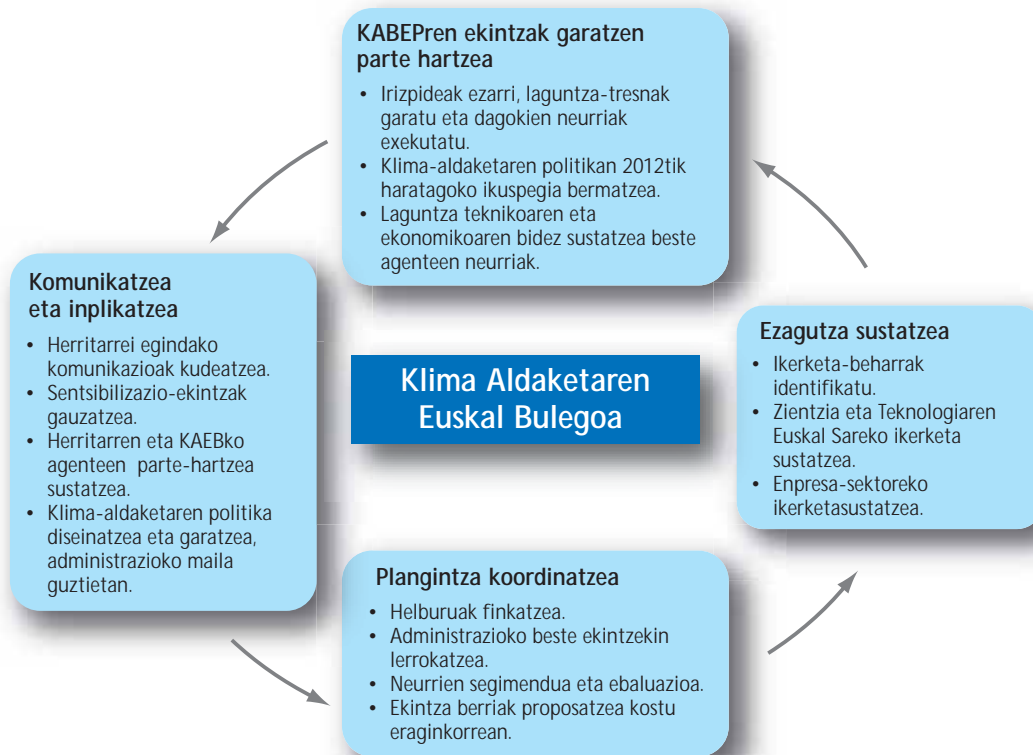 KABEPren ekintzak garatzen
parte hartzea
• Irizpideak ezarri, laguntza-tresnak
garatu eta dagokien neurriak
exekutatu.
• Klima-aldaketaren politikan 2012tik
haratagoko ikuspegia bermatzea.
• Laguntza teknikoaren eta
ekonomikoaren bidez sustatzea beste
agenteen neurriak.
Komunikatzea
eta inplikatzea
• Herritarrei egindako
komunikazioak kudeatzea.
• Sentsibilizazio-ekintzak
gauzatzea.
• Herritarren eta KAEBko
agenteen parte-hartzea
sustatzea.
• Klima-aldaketaren politika
diseinatzea eta garatzea,
administrazioko maila
guztietan.
Klima Aldaketaren
Euskal Bulegoa
Ezagutza sustatzea
• Ikerketa-beharrak
identifikatu.
• Zientzia eta Teknologiaren
Euskal Sareko ikerketa
sustatzea.
• Enpresa-sektoreko
ikerketasustatzea.
Plangintza koordinatzea
• Helburuak finkatzea.
• Administrazioko beste ekintzekin
lerrokatzea.
• Neurrien segimendua eta ebaluazioa.
• Ekintza berriak proposatzea kostu
eraginkorrean.